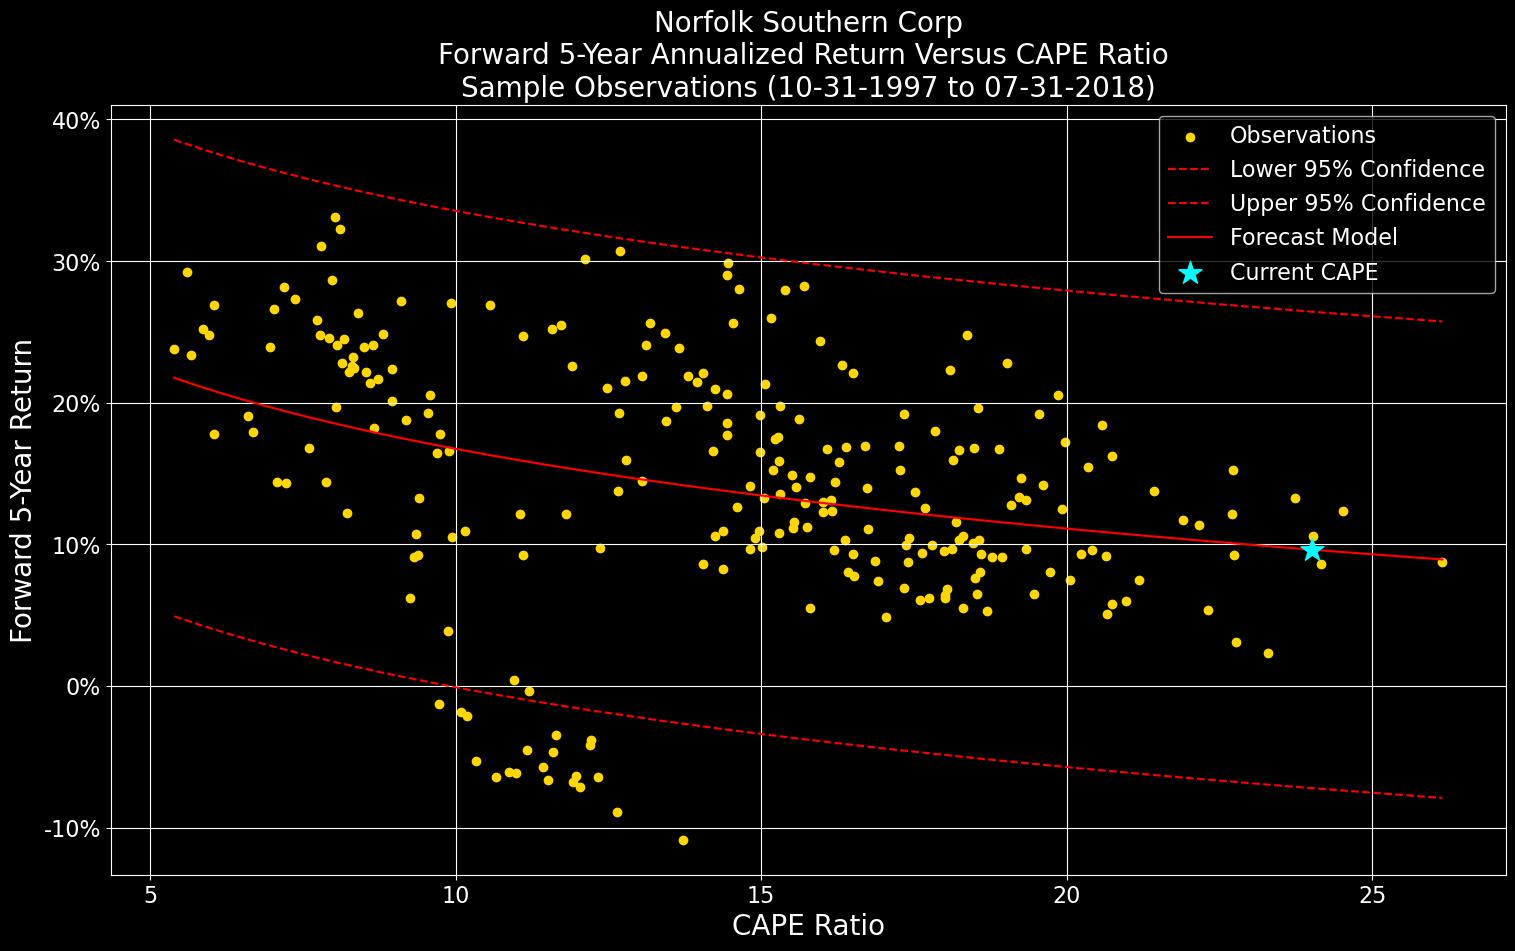 Norfolk Southern Corp
Forward 5-Year Annualized Return Versus CAPE Ratio
Sample Observations (10-31-1997 to 07-31-2018)
Observations
Lower 95% Confidence
Upper 95% Confidence
Forecast Model
Current CAPE
Forward 5-Year Return
40%
30%
20%
10%
0%
-10%
5 10 15 20 25
CAPE Ratio